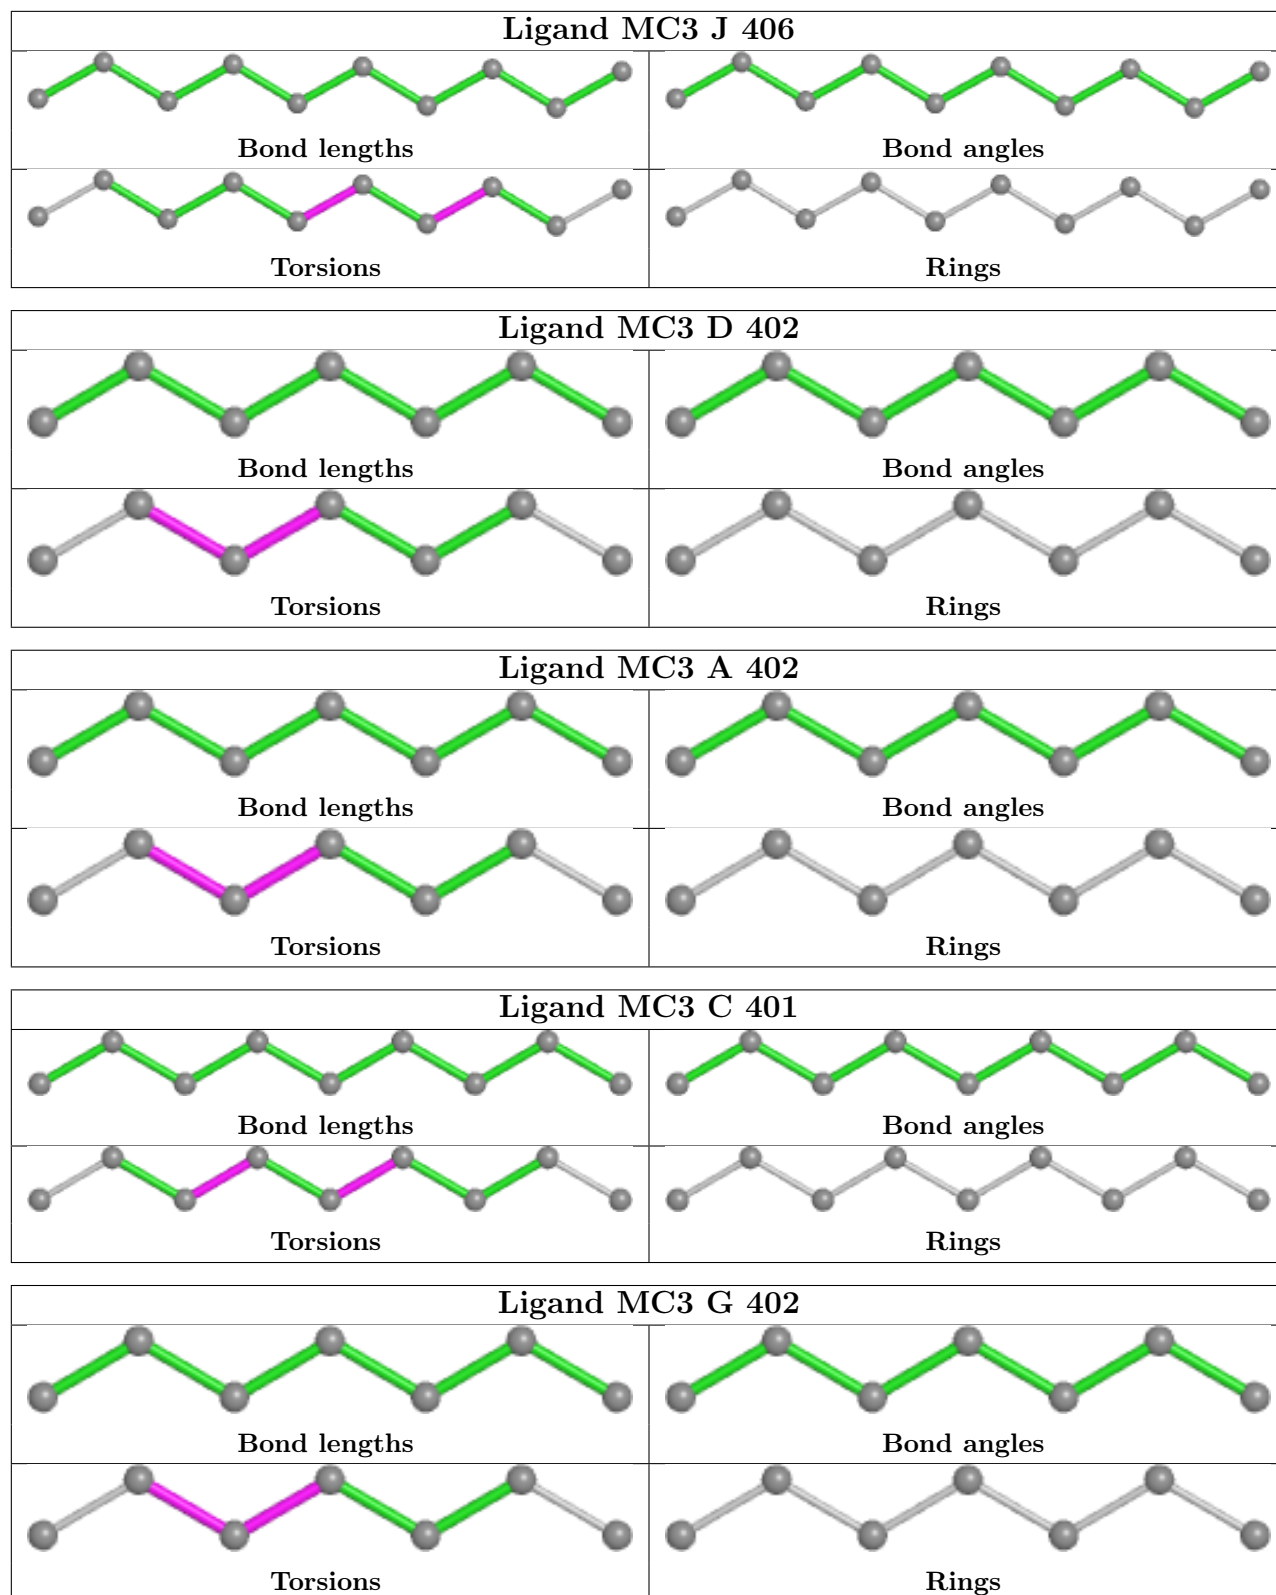 Ligand MC3 J 406
Bond lengths
Bond angles
Torsions
Rings
Ligand MC3 D 402
Bond lengths
Bond angles
Torsions
Rings
Ligand MC3 A 402
Bond lengths
Bond angles
Torsions
Rings
Ligand MC3 C 401
Bond lengths
Bond angles
Torsions
Rings
Ligand MC3 G 402
Bond lengths
Bond angles
Torsions
Rings